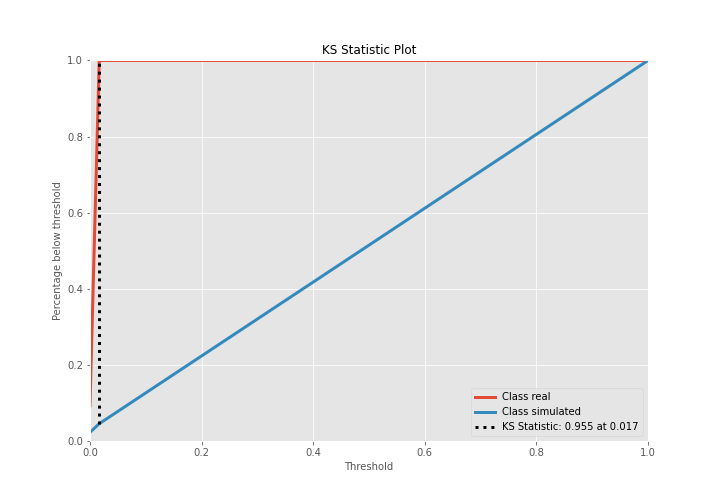 KS Statistic Plot
1.0
0.8
0.6
0.4
0.2
0.0
Percentage below threshold
0.0 0.2 0.4 0.6 0.8 1.0
Threshold
Class real
Class simulated
KS Statistic: 0.955 at 0.017